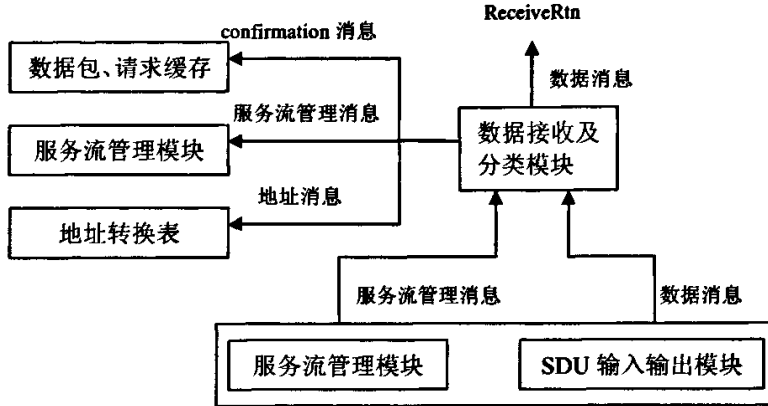 ReceiveRtn
confirmation 消息
数据包、请求缓存
数据消息
服务流管理消息
服务流管理模块
数据接收及
分类模块
地址消息
地址转换表
服务流管理消息
数据消息
服务流管理模块
SDU 输入输出模块